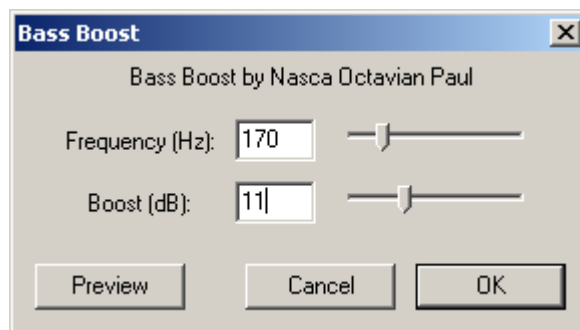 Bass Boost
Bass Boost by Nasca Octavian Paul
Frequency (Hz): 170
Boost (dB): 11
Preview Cancel OK